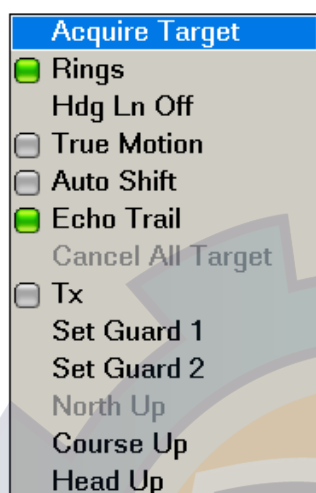 Acquire Target
Rings
Hdg Ln Off
True Motion
Auto Shift
Echo Trail
Cancel All Target
Tx
Set Guard 1
Set Guard 2
North Up
Course Up
Head Up